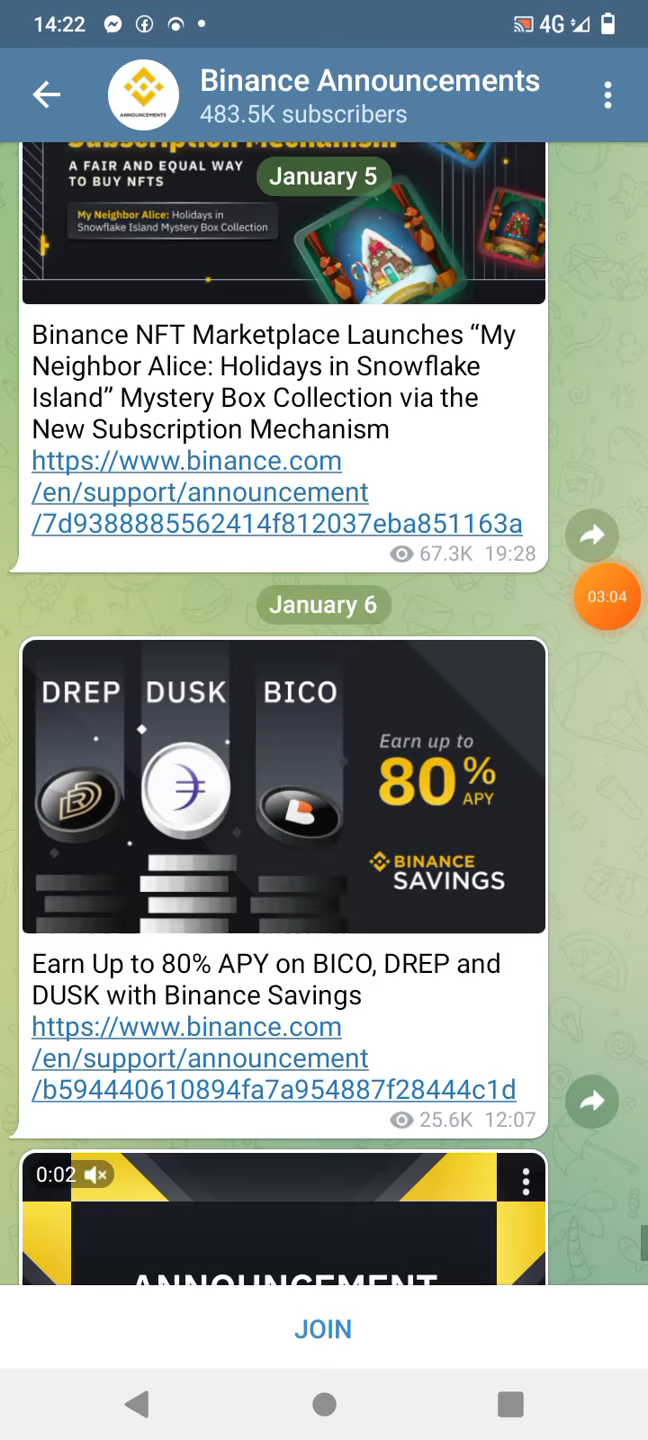 14:22
4G
Binance Announcements
483.5K subscribers
ANNOUNCEMENTS
Subscription Mechanism
A FAIR AND EQUAL WAY
TO BUY NFTS
January 5
My Neighbor Alice: Holidays in
Snowflake Island Mystery Box Collection
Binance NFT Marketplace Launches “My
Neighbor Alice: Holidays in Snowflake
Island” Mystery Box Collection via the
New Subscription Mechanism
https://www.binance.com
/en/support/announcement
/7d9388885562414f812037eba851163a
67.3K 19:28
January 6
03:04
DREP DUSK BICO
Earn up to
80% APY
BINANCE
SAVINGS
Earn Up to 80% APY on BICO, DREP and
DUSK with Binance Savings
https://www.binance.com
/en/support/announcement
/b594440610894fa7a954887f28444c1d
25.6K 12:07
0:02
ANNOUNCEMENT
JOIN